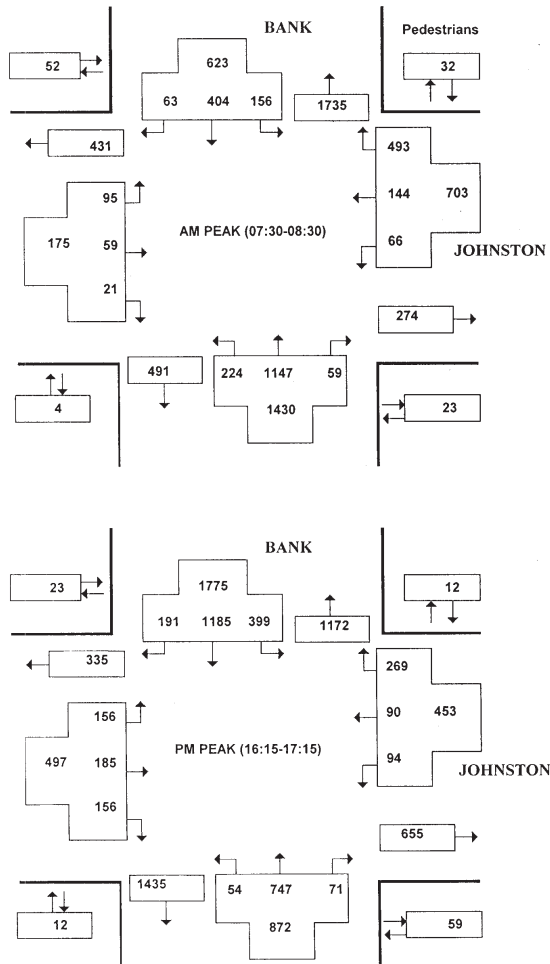 BANK
Pedestrians
52
623
32
63 404 156
1735
431
493
95
144 703
175 59
AM PEAK (07:30-08:30)
66
JOHNSTON
21
274
491
224 1147 59
4
1430
23
BANK
23
1775
12
191 1185 399
1172
335
269
156
90 453
497 185
PM PEAK (16:15-17:15)
94
JOHNSTON
156
655
1435
54 747 71
12
872
59